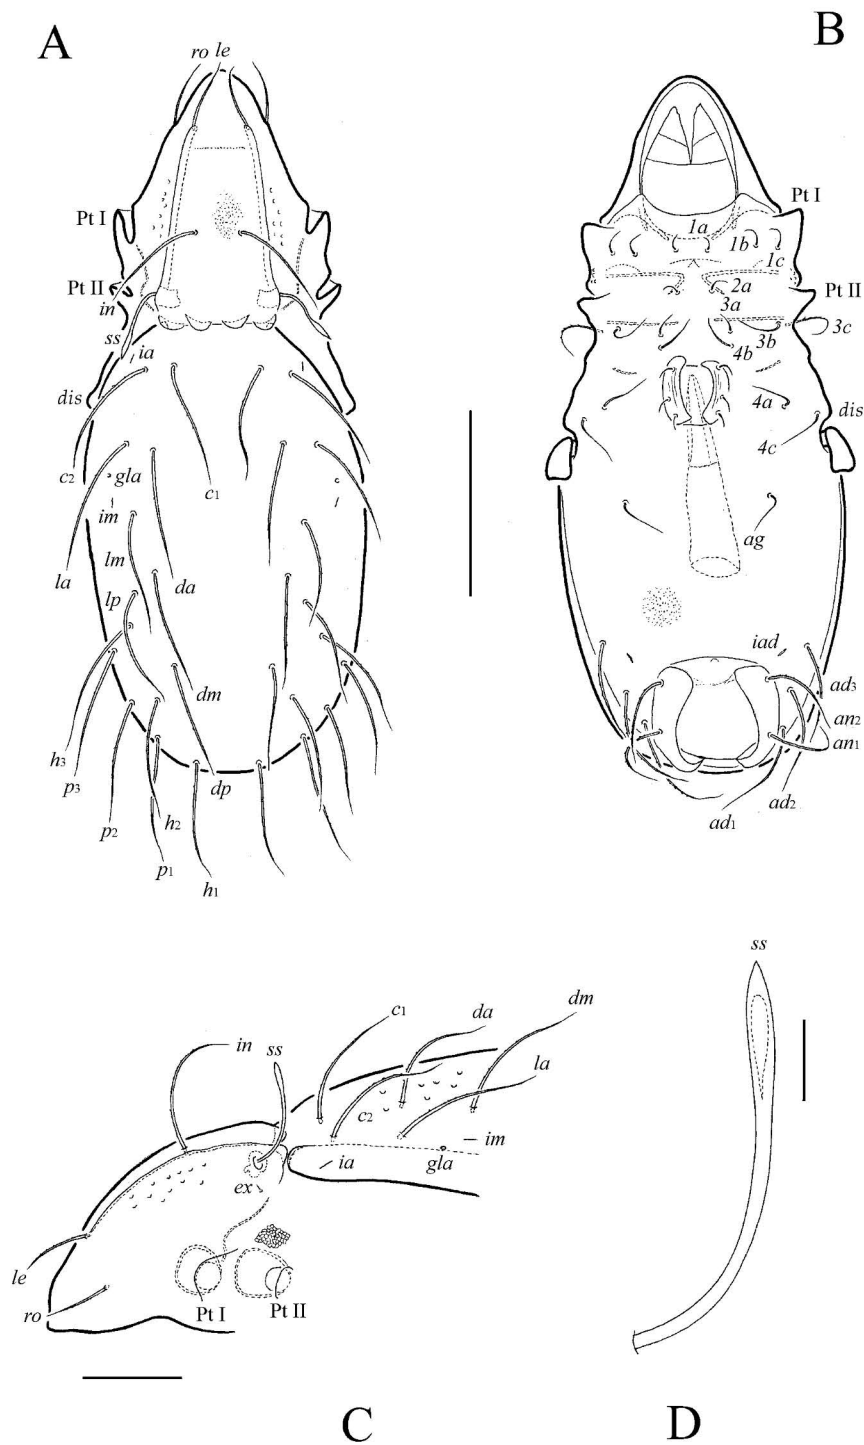 A
B
ro le
Pt I
Pt II
in
ss
ia
dis
c2
gla
c1
im
la
lm
da
lp
dm
h3
p3
dp
p2
h2
p1
h1
Pt I
1a
1b
1c
2a
Pt II
3a
3b
3c
4b
4a
dis
4c
ag
iad
ad3
an2
an1
ad2
ad1
ss
c1
da
dm
in
ss
la
c2
im
ia
gla
ex
le
ro
Pt I
Pt II
C
D